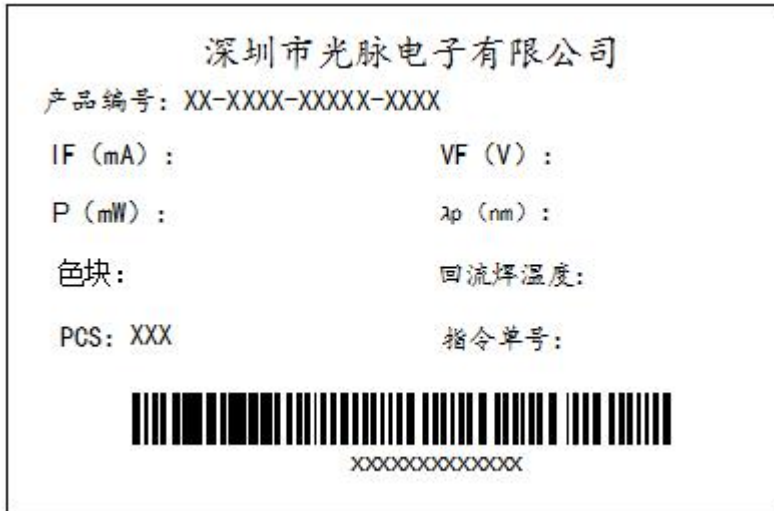 深圳市光脉电子有限公司
产品编号：XX-XXXX-XXXXX-XXXX
IF（mA）： VF（V）：
P（mW）： λp（nm）：
色块： 回流焊温度：
PCS：XXX 指令单号：
XXXXXXXXXXXXX